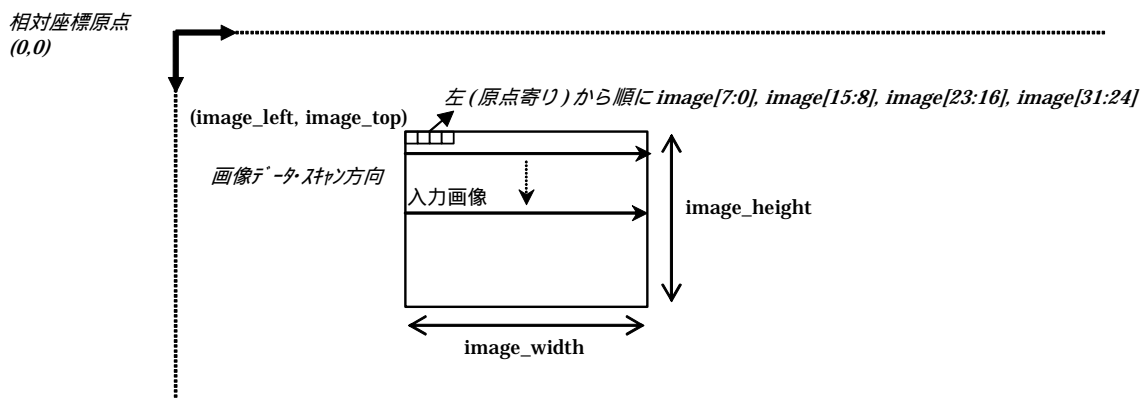 相対座標原点
(0,0)
左(原点寄り)から順に image[7:0], image[15:8], image[23:16], image[31:24]
(image_left, image_top)
画像ﾃﾞｰﾀ・ｽｷｬﾝ方向
入力画像
image_height
image_width